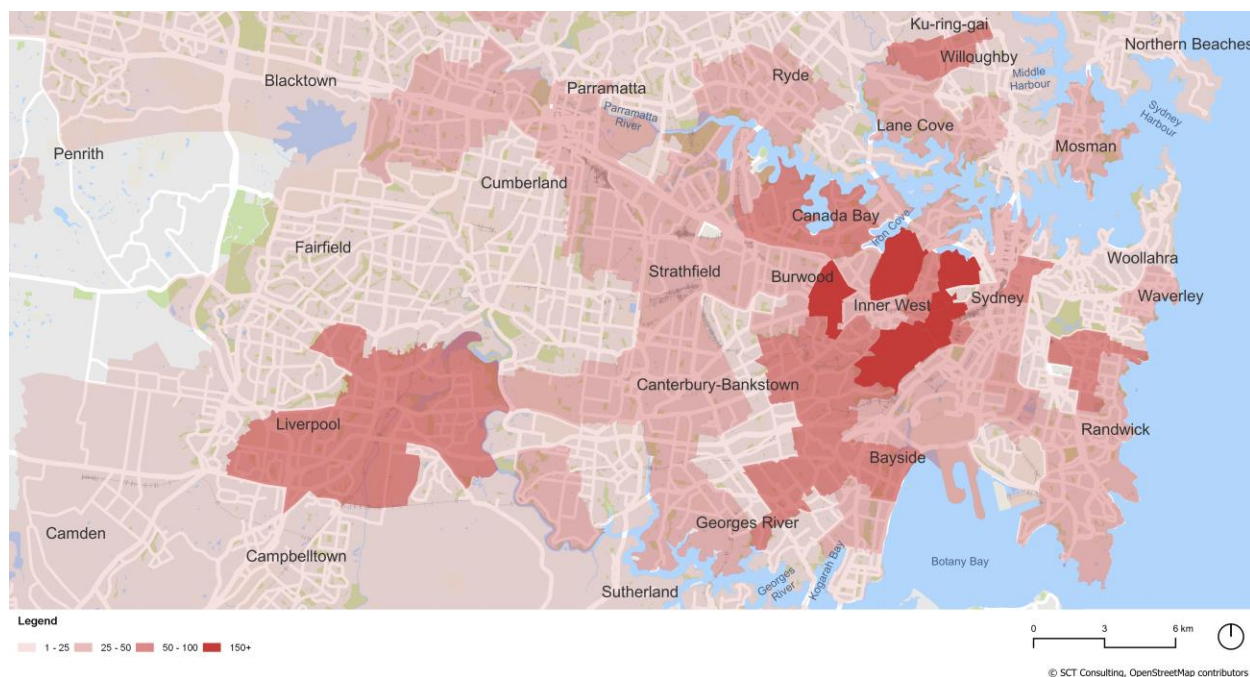 Ku-ring-gai
Willoughby
Northern Beaches
Middle
Harbour
Sydney
Harbour
Blacktown
Parramatta
Ryde
Parramatta
River
Lane Cove
Mosman
Penrith
Cumberland
Canada Bay
Iron Cove
Fairfield
Strathfield
Burwood
Inner West
Sydney
Woollahra
Waverley
Canterbury-Bankstown
Liverpool
Randwick
Bayside
Georges River
Camden
Campbelltown
Sutherland
Georges
River
Kogarah Bay
Botany Bay
Legend
1 - 25 25 - 50 50 - 100 150+
0 3 6 km
© SCT Consulting, OpenStreetMap contributors